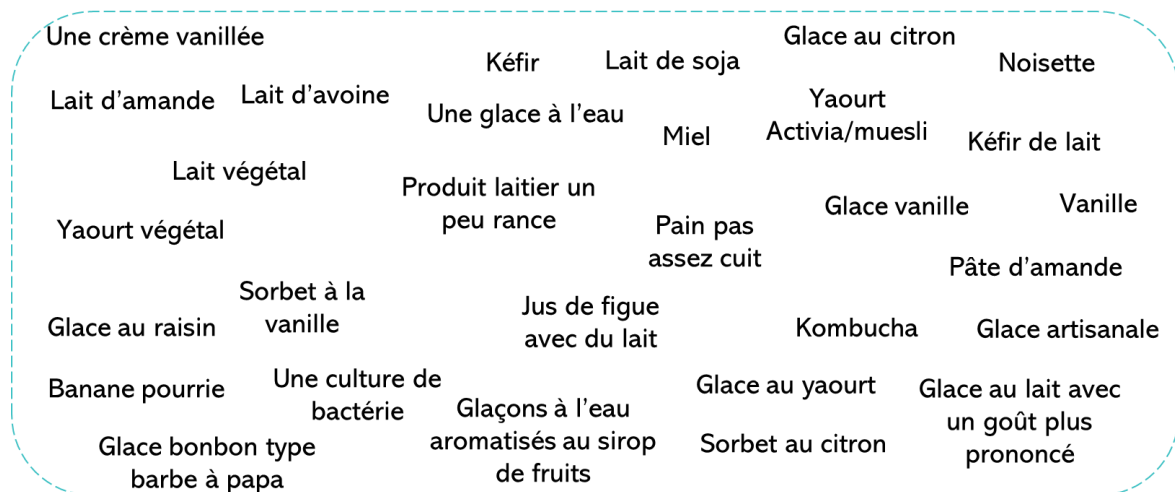 Une crème vanillée
Glace au citron
Kéfir
Lait de soja
Noisette
Lait d'amande
Lait d'avoine
Une glace à l'eau
Yaourt
Activia/muesli
Miel
Kéfir de lait
Lait végétal
Produit laitier un
peu rance
Glace vanille
Vanille
Yaourt végétal
Pain pas
assez cuit
Pâte d'amande
Sorbet à la
vanille
Jus de figue
avec du lait
Glace au raisin
Kombucha
Glace artisanale
Banane pourrie
Une culture de
bactérie
Glace au yaourt
Glace au lait avec
un goût plus
prononcé
Glaçons à l'eau
aromatisés au sirop
de fruits
Sorbet au citron
Glace bonbon type
barbe à papa